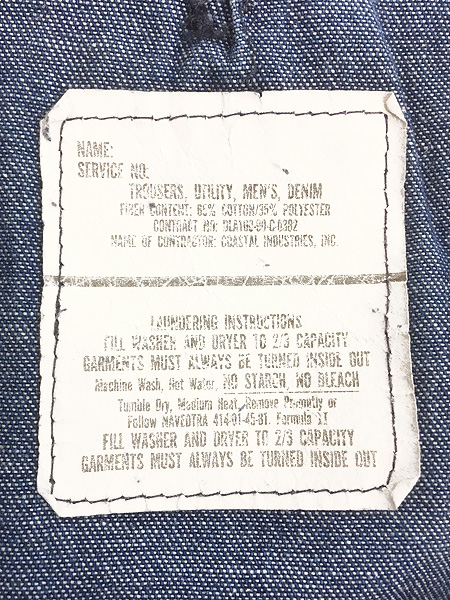 NAME:
SERVICE NO:
TROUSERS, UTILITY, MEN'S, DENIM
FIBER CONTENT: 65% COTTON/35% POLYESTER
CONTRACT NO:
NAME OF CONTRACTOR: COASTAL INDUSTRIES, INC.
LAUNDERING INSTRUCTIONS
FILL WASHER AND DRYER TO 2/3 CAPACITY
GARMENTS MUST ALWAYS BE TURNED INSIDE OUT
Machine Wash, Hot Water, NO STARCH, NO BLEACH
Tumble Dry, Medium Heat, Remove Promptly or
Follow NAVEDTRA 414-01-45-81. Formula II
FILL WASHER AND DRYER TO 2/3 CAPACITY
GARMENTS MUST ALWAYS BE TURNED INSIDE OUT